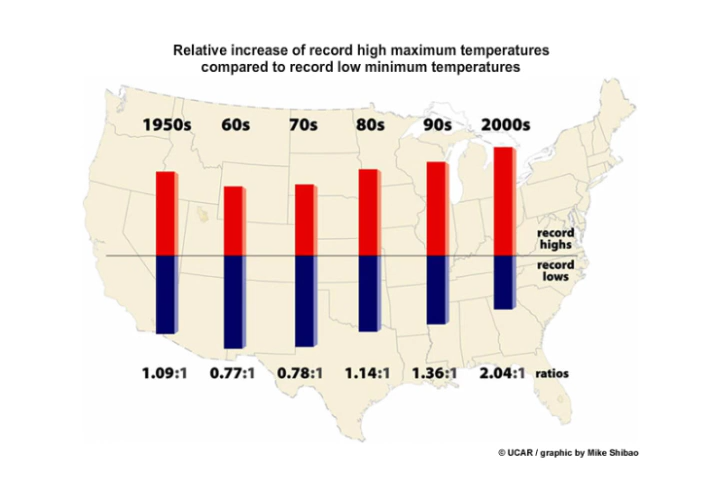 Relative increase of record high maximum temperatures
compared to record low minimum temperatures
1950s 60s 70s 80s 90s 2000s
record
highs
record
lows
1.09:1 0.77:1 0.78:1 1.14:1 1.36:1 2.04:1 ratios
© UCAR / graphic by Mike Shibao